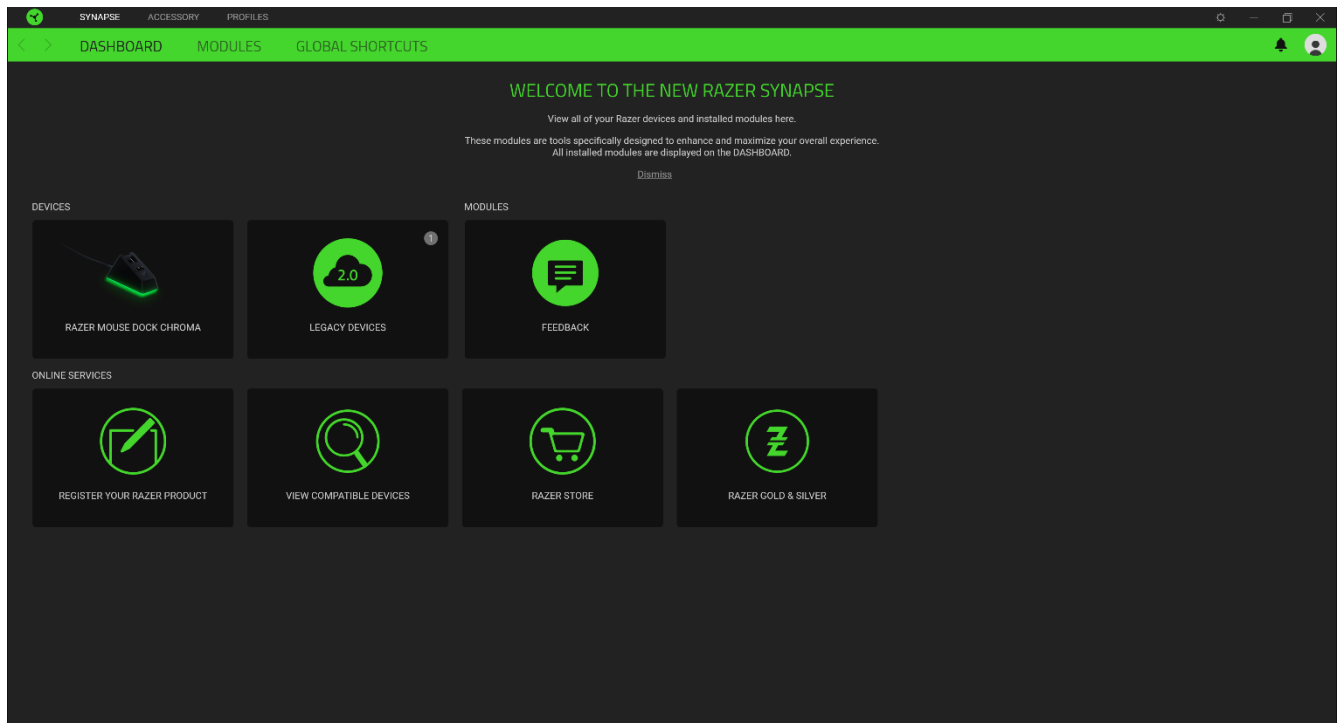 SYNAPSE ACCESSORY PROFILES
DASHBOARD MODULES GLOBAL SHORTCUTS
WELCOME TO THE NEW RAZER SYNAPSE
View all of your Razer devices and installed modules here.
These modules are tools specifically designed to enhance and maximize your overall experience.
All installed modules are displayed on the DASHBOARD.
Dismiss
DEVICES
MODULES
1
2.0
RAZER MOUSE DOCK CHROMA
LEGACY DEVICES
FEEDBACK
ONLINE SERVICES
REGISTER YOUR RAZER PRODUCT
VIEW COMPATIBLE DEVICES
RAZER STORE
RAZER GOLD & SILVER